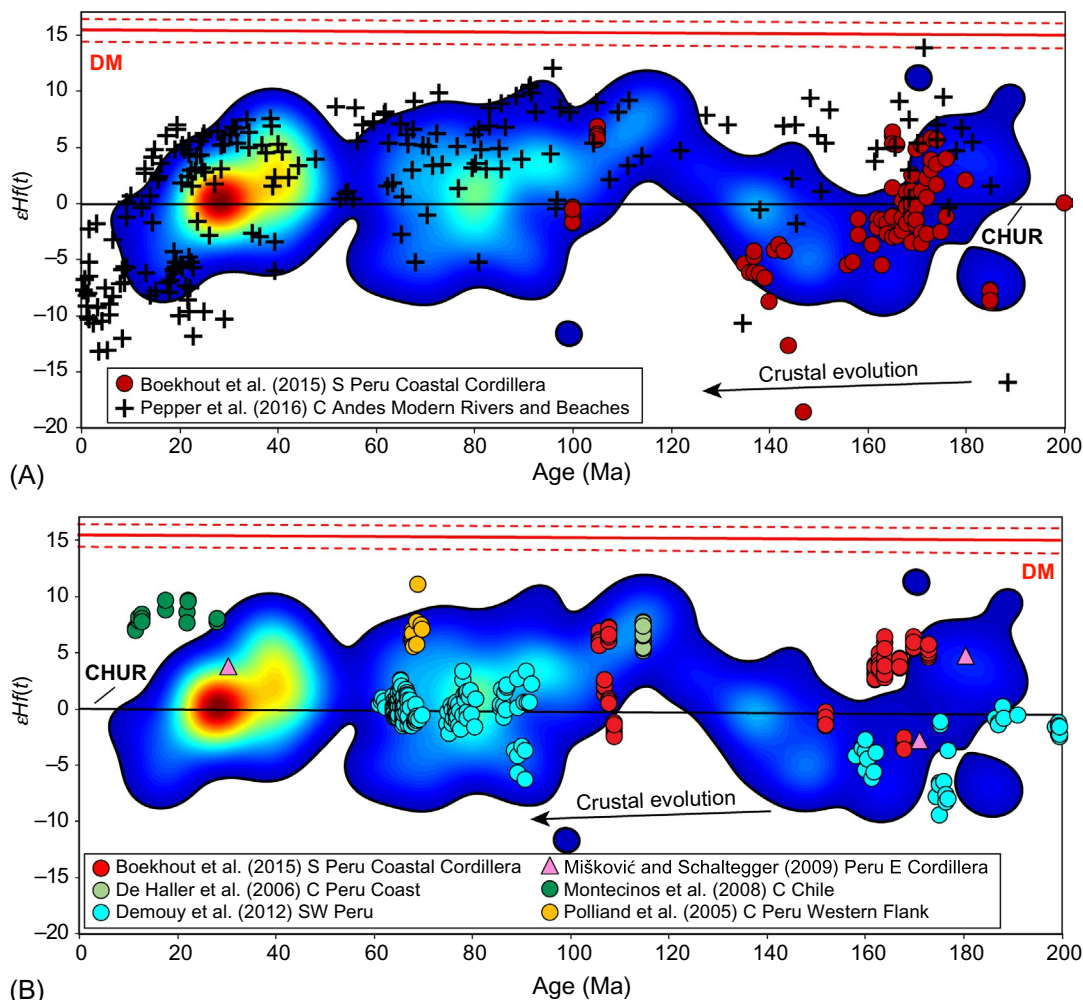 15
DM
10
5
εHf(t)
0
CHUR
–5
–10
Crustal evolution
Boekhout et al. (2015) S Peru Coastal Cordillera
–15
Pepper et al. (2016) C Andes Modern Rivers and Beaches
–20
0 20 40 60 80 100 120 140 160 180 200
(A)
Age (Ma)
15
DM
10
5
CHUR
εHf(t)
0
–5
Crustal evolution
–10
Boekhout et al. (2015) S Peru Coastal Cordillera Mišković and Schaltegger (2009) Peru E Cordillera
–15
De Haller et al. (2006) C Peru Coast Montecinos et al. (2008) C Chile
Demouy et al. (2012) SW Peru Polliand et al. (2005) C Peru Western Flank
–20
0 20 40 60 80 100 120 140 160 180 200
(B)
Age (Ma)